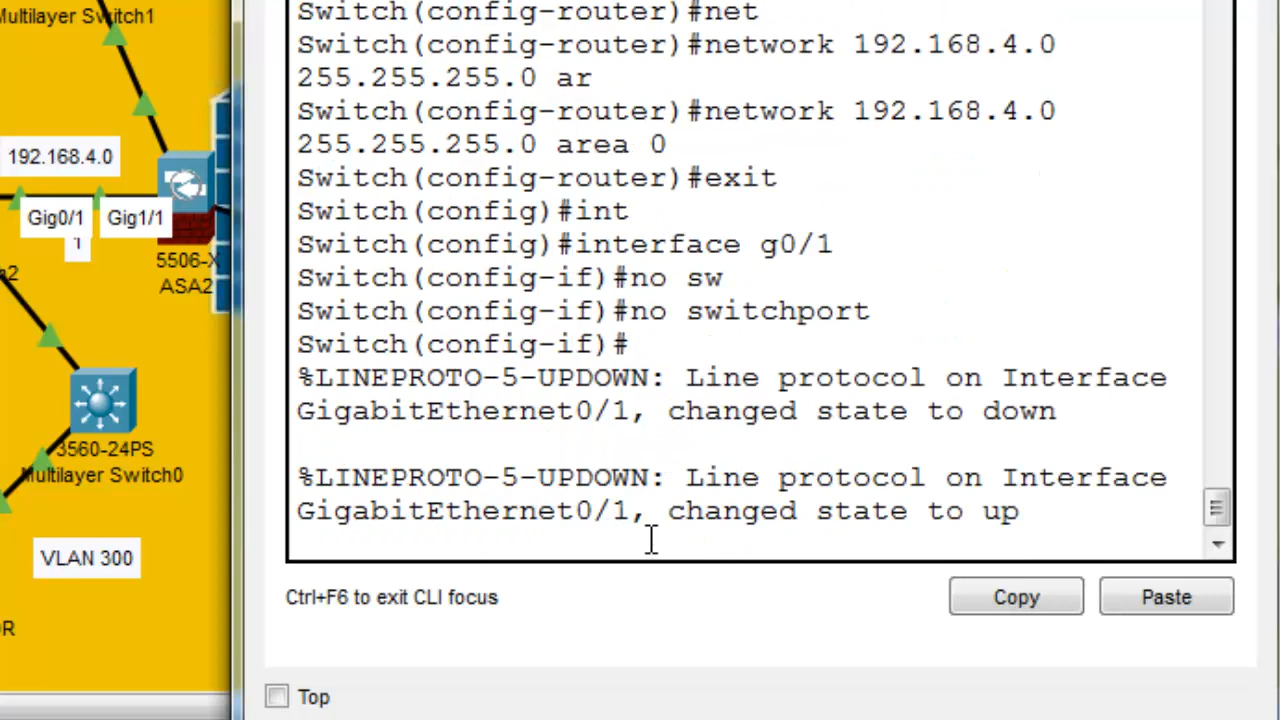 Multilayer Switch1
192.168.4.0
Gig0/1
Gig1/1
1
5506-X
ASA2
a2
3560-24PS
Multilayer Switch0
VLAN 300
OR
Switch(config-router)#net
Switch(config-router)#network 192.168.4.0
255.255.255.0 ar
Switch(config-router)#network 192.168.4.0
255.255.255.0 area 0
Switch(config-router)#exit
Switch(config)#int
Switch(config)#interface g0/1
Switch(config-if)#no sw
Switch(config-if)#no switchport
Switch(config-if)#
%LINEPROTO-5-UPDOWN: Line protocol on Interface
GigabitEthernet0/1, changed state to down
%LINEPROTO-5-UPDOWN: Line protocol on Interface
GigabitEthernet0/1, changed state to up
Ctrl+F6 to exit CLI focus
Copy
Paste
Top